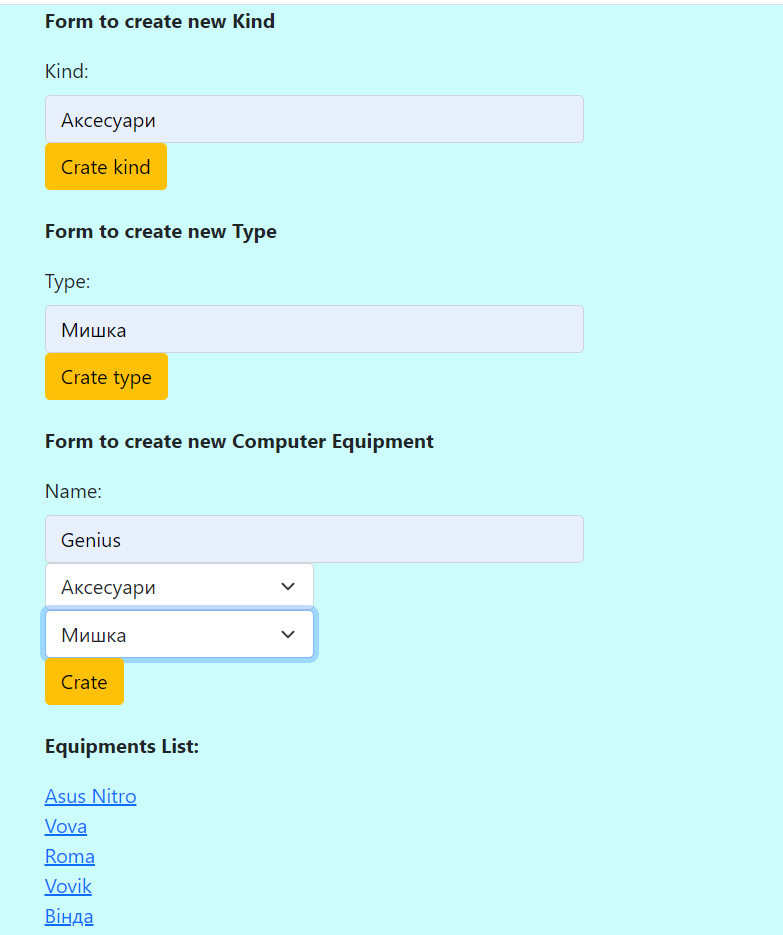 Form to create new Kind
Kind:
Аксесуари
Crate kind
Form to create new Type
Type:
Мишка
Crate type
Form to create new Computer Equipment
Name:
Genius
Аксесуари
Мишка
Crate
Equipments List:
Asus Nitro
Vova
Roma
Vovik
Вінда